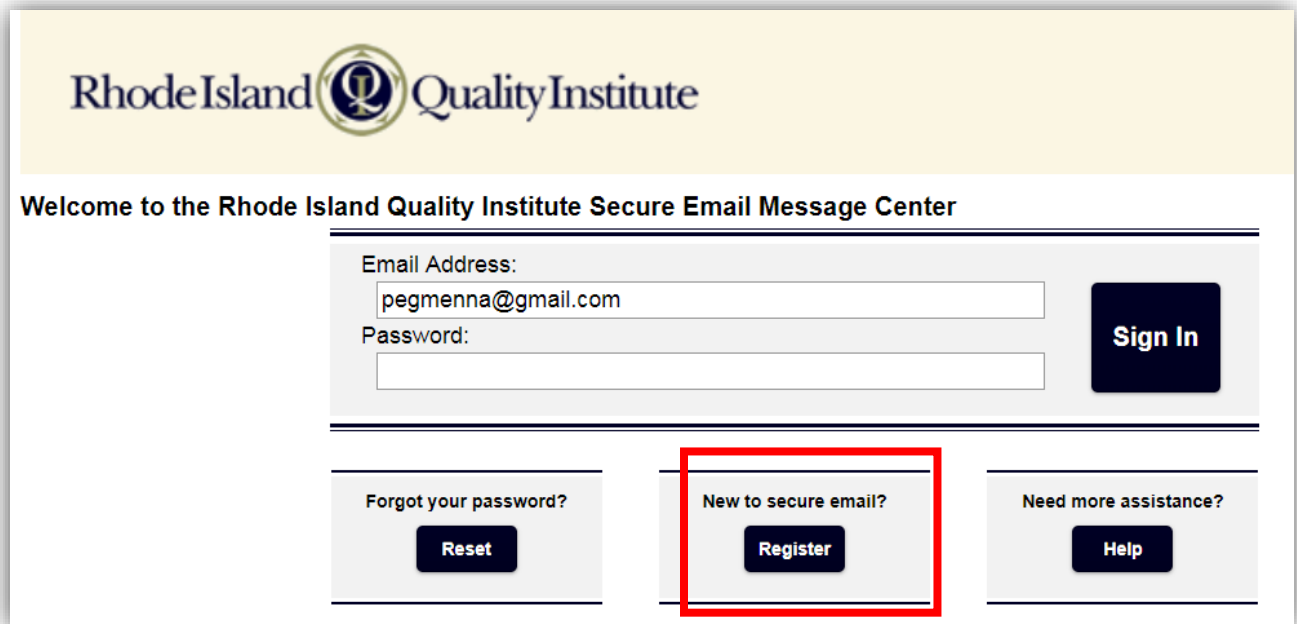 Rhode Island QI Quality Institute
Welcome to the Rhode Island Quality Institute Secure Email Message Center
Email Address:
pegmenna@gmail.com
Password:
Sign In
Forgot your password?
Reset
New to secure email?
Register
Need more assistance?
Help